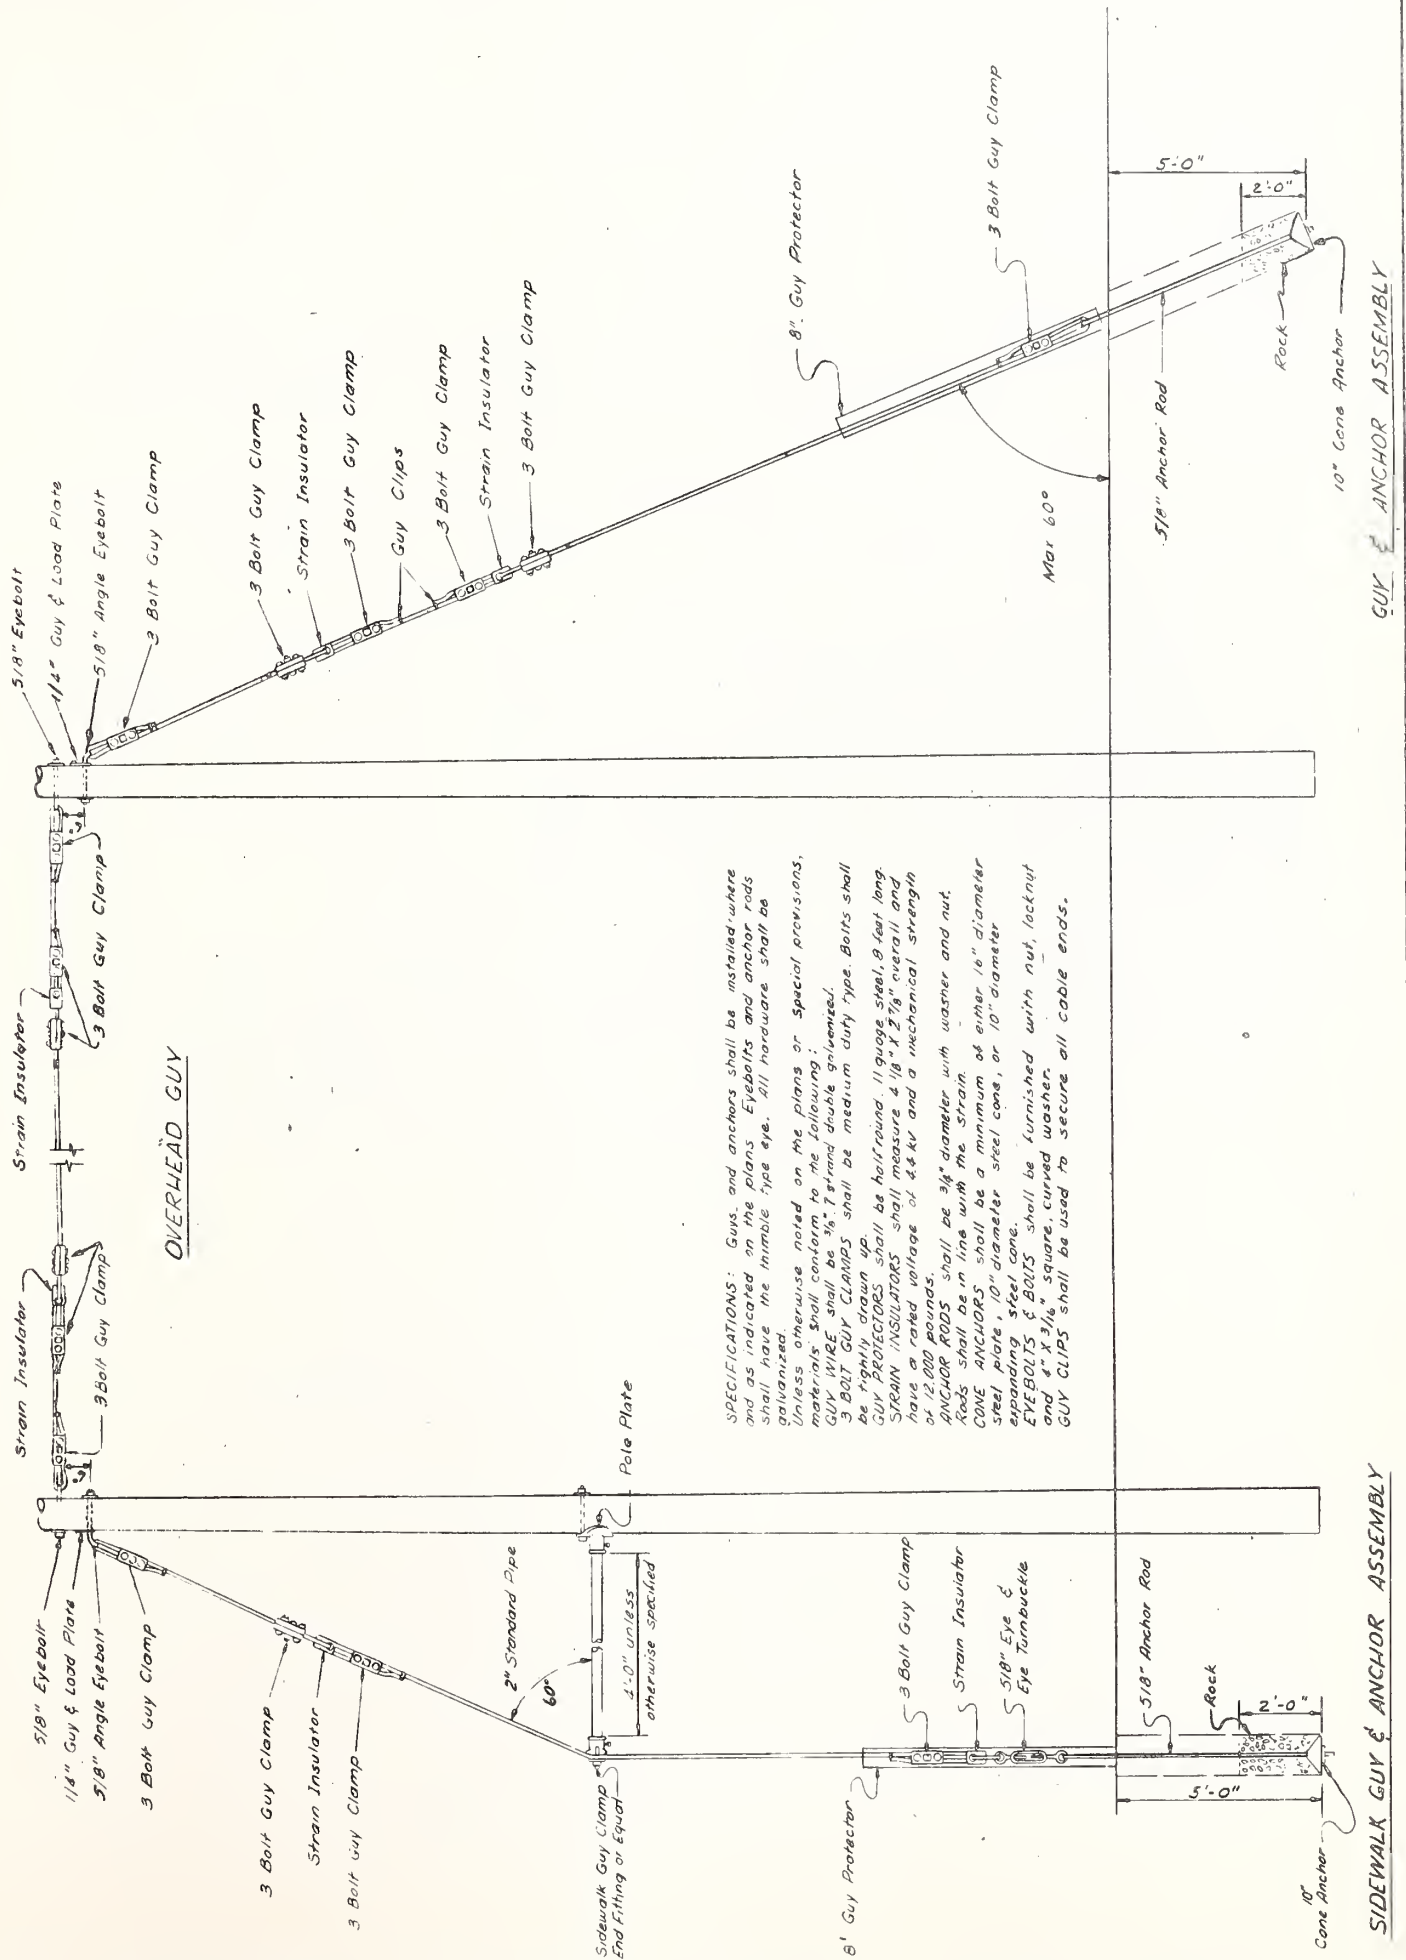 Strain Insulator
Strain Insulator
5/8" Eyebolt
1/4" Guy & Load Plate
5/8" Angle Eyebolt
3 Bolt Guy Clamp
3 Bolt Guy Clamp
Strain Insulator
3 Bolt Guy Clamp
3 Bolt Guy Clamp
3 Bolt Guy Clamp
OVERHEAD GUY
2" Standard Pipe
60°
4'-0" unless
otherwise specified
Pole Plate
Sidewalk Guy Clamp
End Fitting or Equal
8' Guy Protector
3 Bolt Guy Clamp
Strain Insulator
5/8" Eye &
Eye Turnbuckle
5/8" Anchor Rod
Rock
2'-0"
5'-0"
10"
Cone Anchor
SIDEWALK GUY & ANCHOR ASSEMBLY
SPECIFICATIONS: Guys and anchors shall be installed where
and as indicated on the plans. Eyebolts and anchor rods
shall have the thimble type eye. All hardware shall be
galvanized.
Unless otherwise noted on the plans or special provisions,
materials shall conform to the following:
GUY WIRE shall be 3/8" 7 strand double galvenized.
3 BOLT GUY CLAMPS shall be medium duty type. Bolts shall
be tightly drawn up.
GUY PROTECTORS shall be half round 11 guage steel, 8 feet long.
STRAIN INSULATORS shall measure 4 1/8" X 2 7/8" overall and
have a rated voltage of 44 kv and a mechanical strength
of 12,000 pounds.
ANCHOR RODS shall be 3/4" diameter with washer and nut.
Rods shall be in line with the strain.
CONE ANCHORS shall be a minimum of either 16" diameter
steel plate, 10" diameter steel cone, or 10" diameter
expanding steel cone.
EYEBOLTS & BOLTS shall be furnished with nut, locknut
and 4" X 3/16" square, curved washer.
GUY CLIPS shall be used to secure all cable ends.
3 Bolt Guy Clamp
3 Bolt Guy Clamp
5/8" Eyebolt
1/4" Guy & Load Plate
5/8" Angle Eyebolt
3 Bolt Guy Clamp
3 Bolt Guy Clamp
Strain Insulator
3 Bolt Guy Clamp
Guy Clips
3 Bolt Guy Clamp
Strain Insulator
3 Bolt Guy Clamp
8" Guy Protector
3 Bolt Guy Clamp
Max 60°
5/8" Anchor Rod
5'-0"
2'-0"
Rock
10" Cone Anchor
GUY & ANCHOR ASSEMBLY